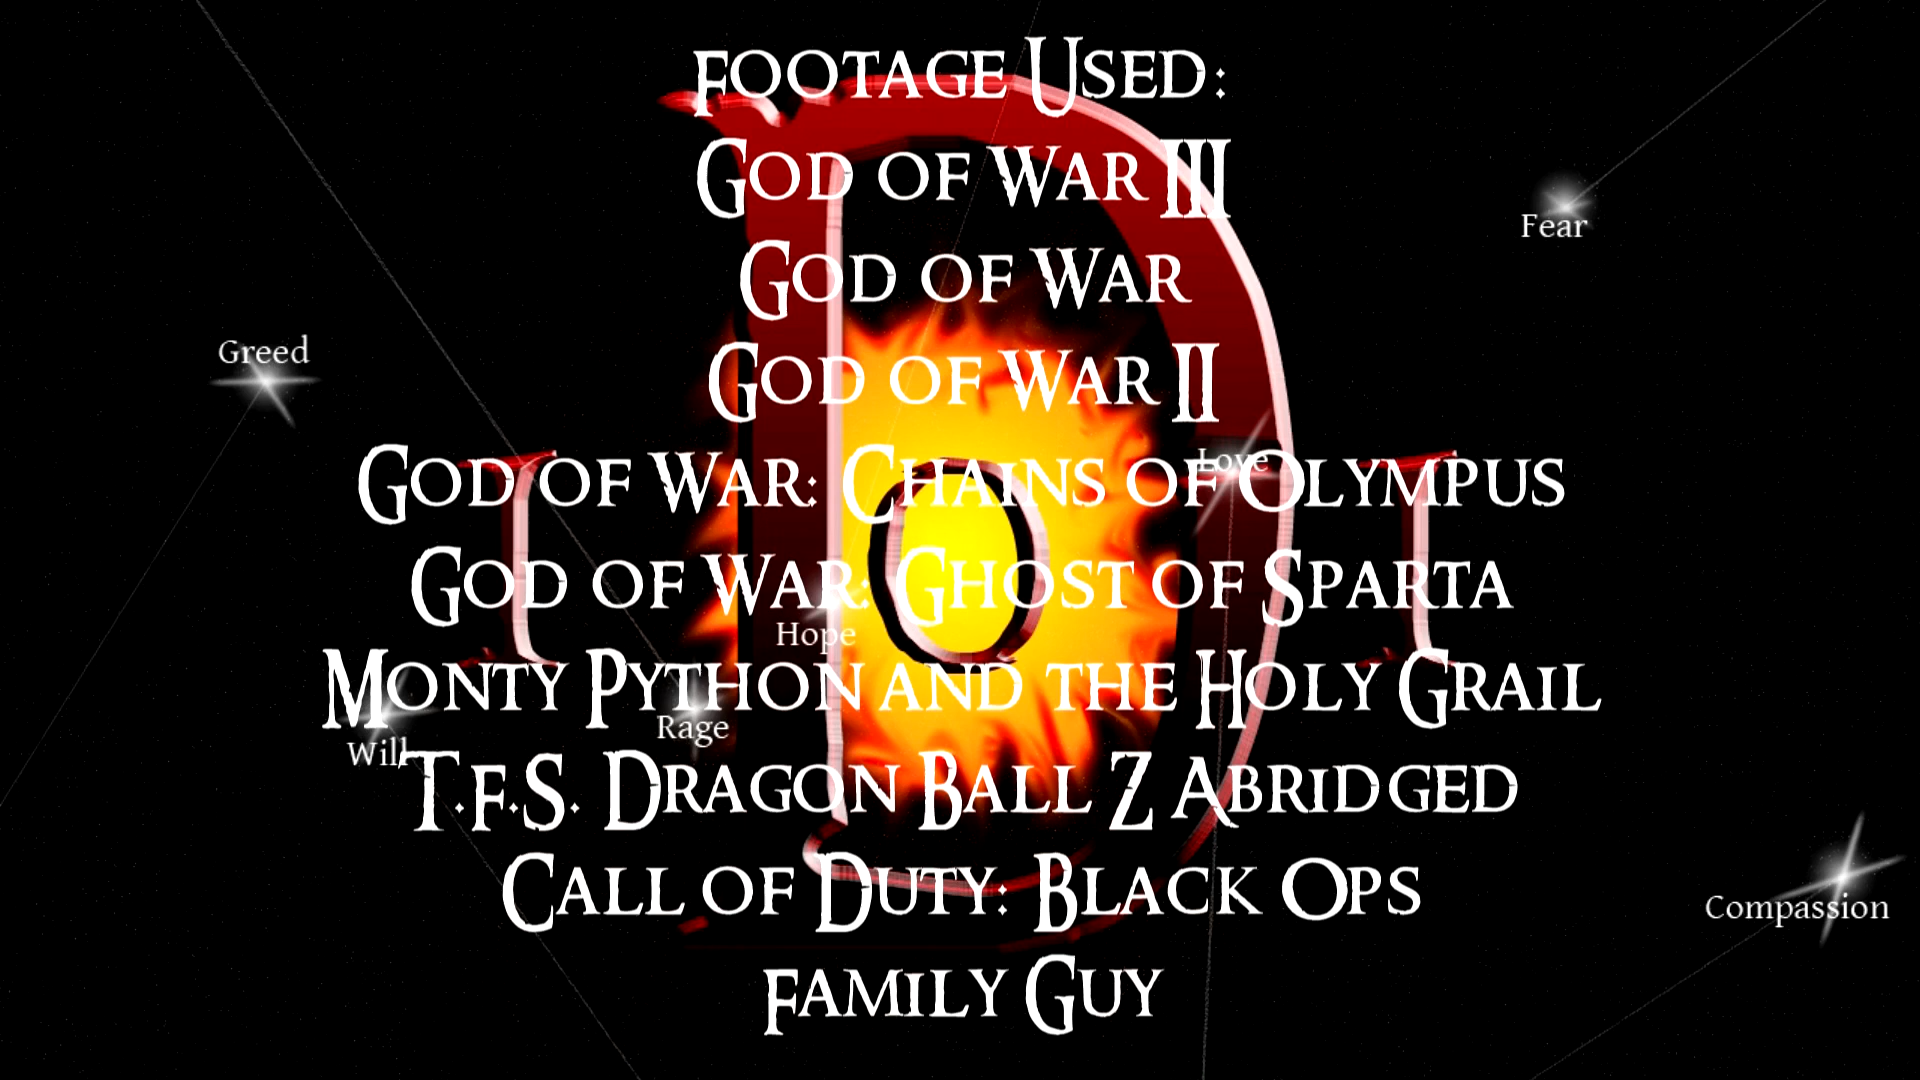 Footage Used:
God of War III
God of War
God of War II
God of War: Chains of Olympus
God of War: Ghost of Sparta
Monty Python and the Holy Grail
T.F.S. Dragon Ball Z Abridged
Call of Duty: Black Ops
Family Guy
Fear
Greed
Love
Hope
Rage
Will
Compassion
I D I
O